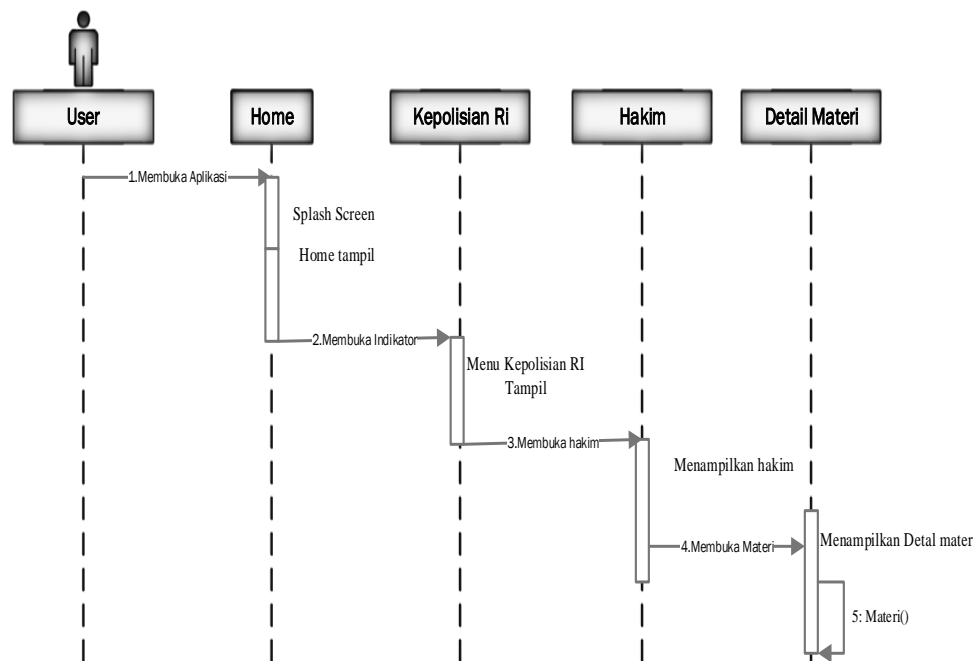 User
Home
Kepolisian Ri
Hakim
Detail Materi
1.Membuka Aplikasi
Splash Screen
Home tampil
2.Membuka Indikator
Menu Kepolisian RI
Tampil
3.Membuka hakim
Menampilkan hakim
4.Membuka Materi
Menampilkan Detal mater
5: Materi()